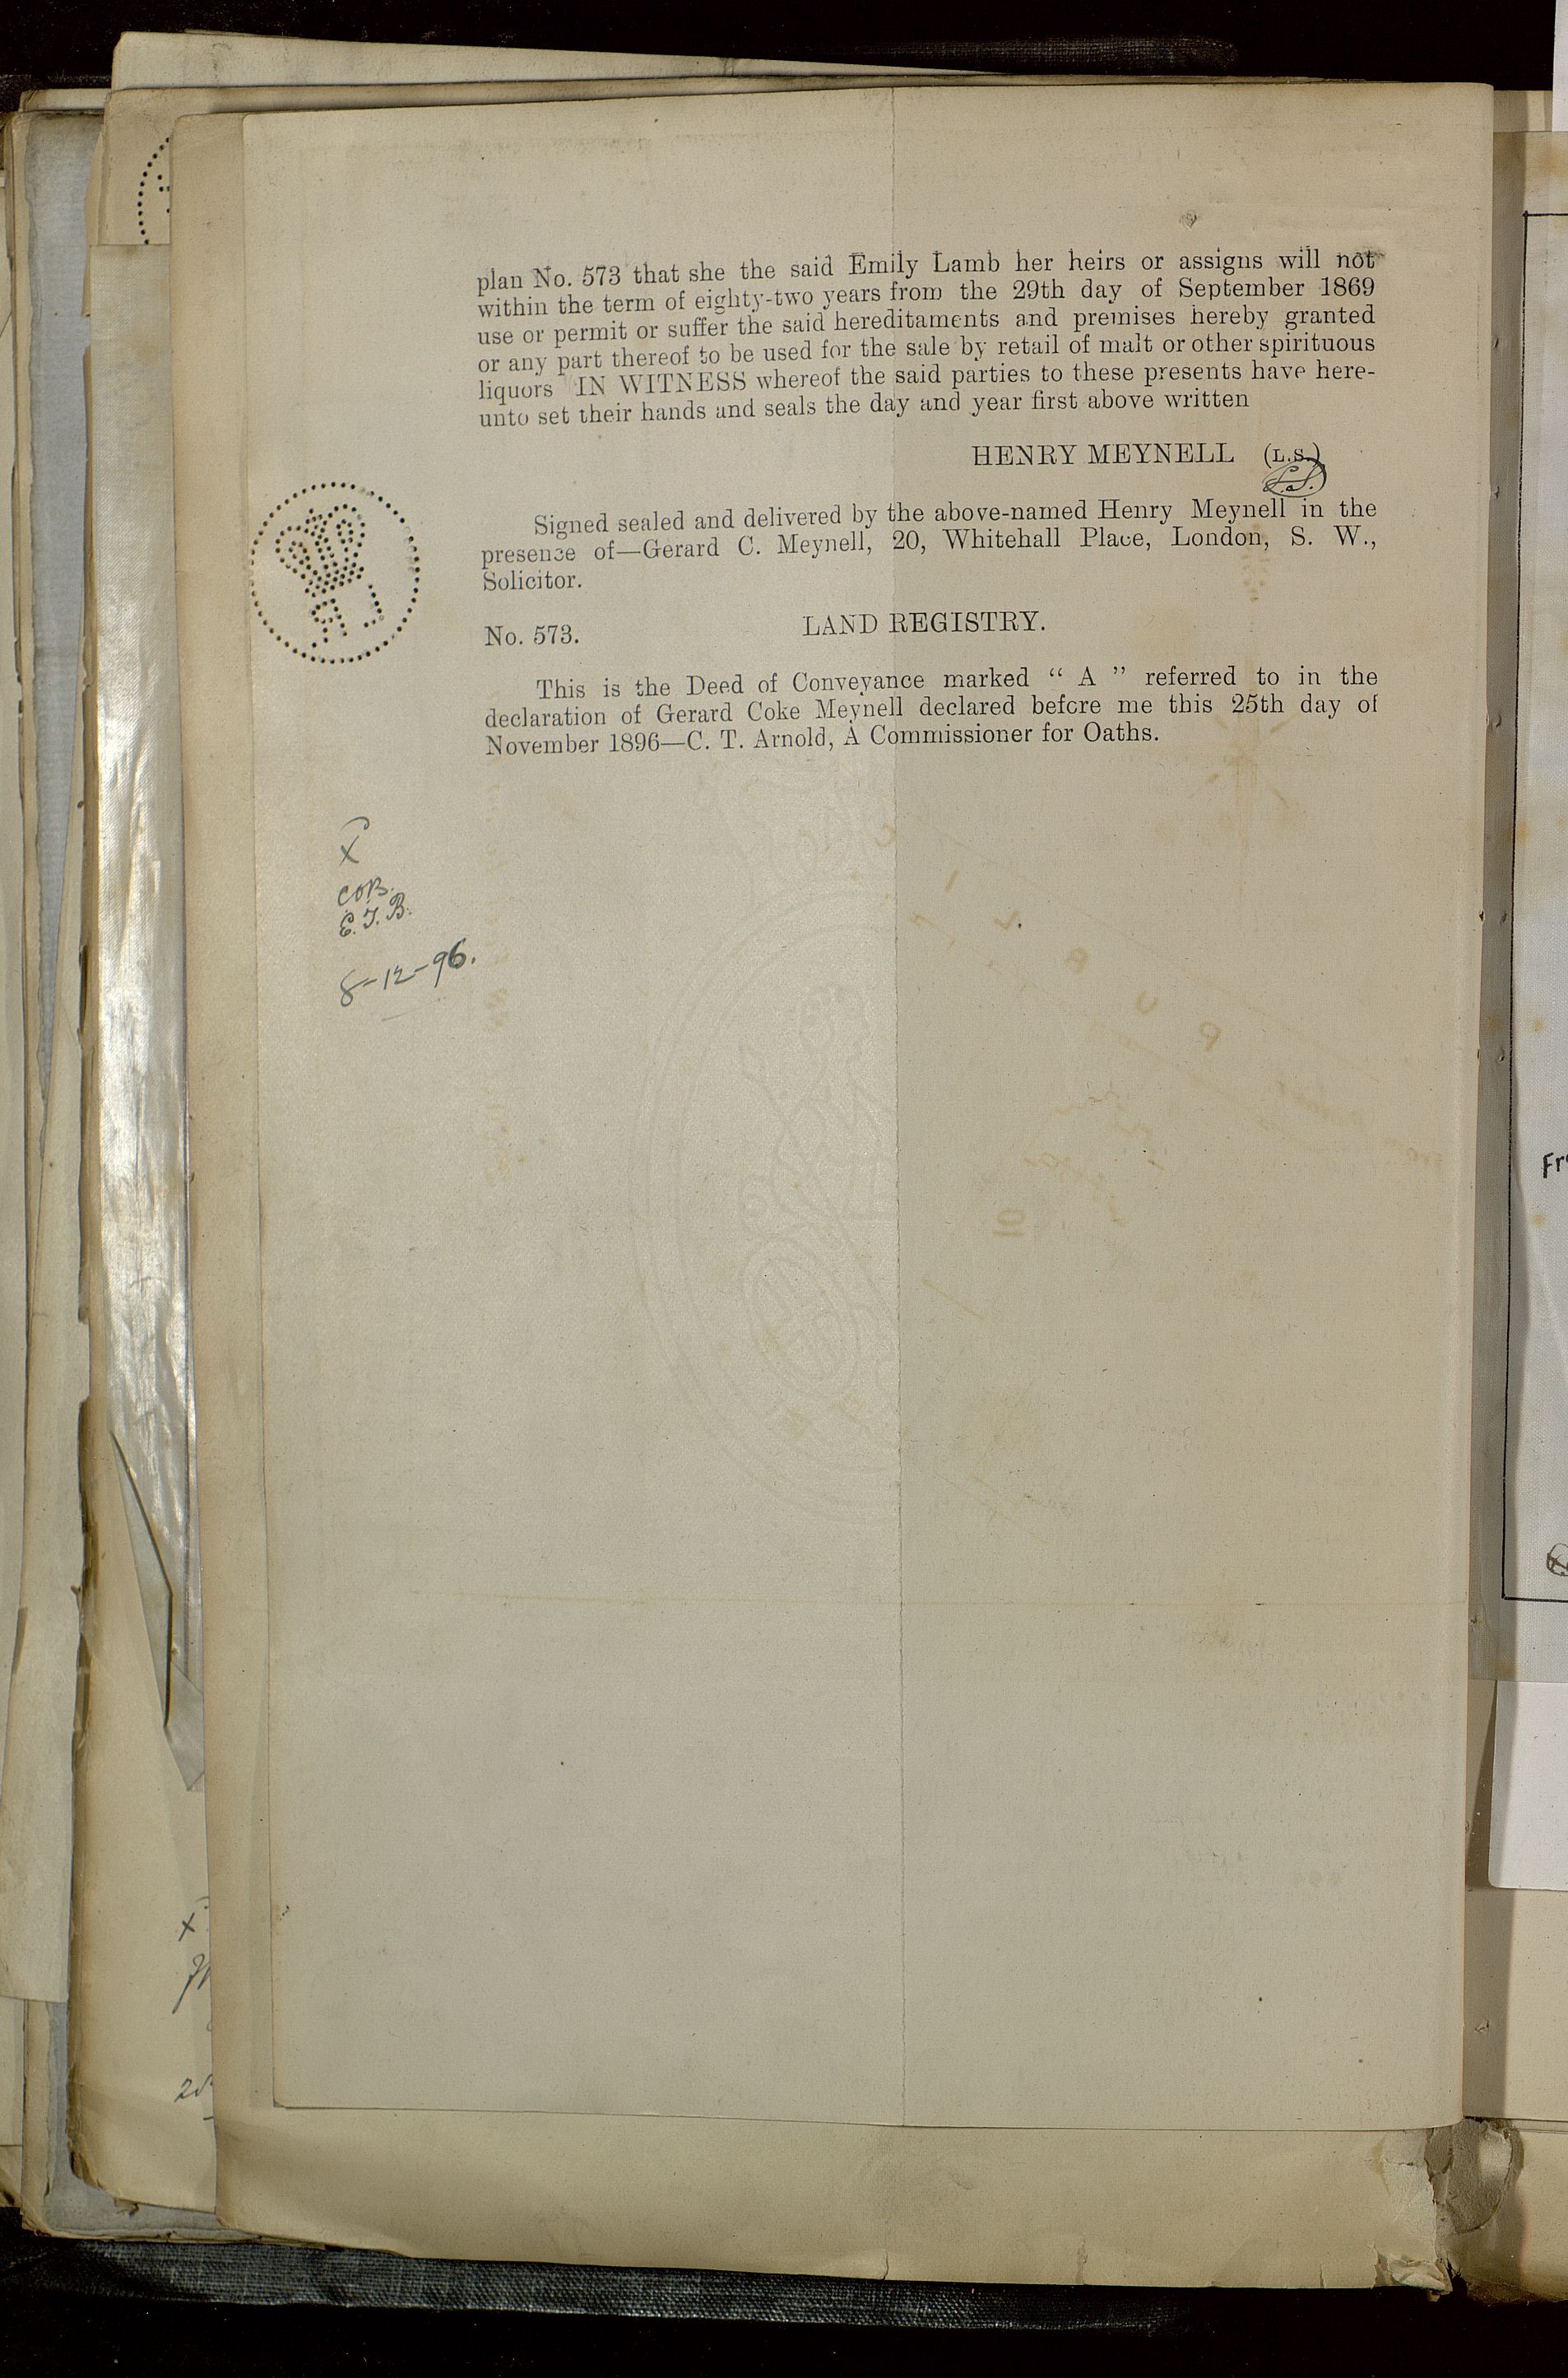 plan No. 573 that she the said Emily Lamb her heirs or assigns will not
within the term of eighty-two years from the 29th day of September 1869
use or permit or suffer the said hereditaments and premises hereby granted
or any part thereof to be used for the sale by retail of malt or other spirituous
liquors IN WITNESS whereof the said parties to these presents have here-
unto set their hands and seals the day and year first above written
HENRY MEYNELL (L.S.)
L.S.
Signed sealed and delivered by the above-named Henry Meynell in the
presence of—Gerard C. Meynell, 20, Whitehall Place, London, S. W.,
Solicitor.
No. 573. LAND REGISTRY.
This is the Deed of Conveyance marked “ A ” referred to in the
declaration of Gerard Coke Meynell declared before me this 25th day of
November 1896—C. T. Arnold, A Commissioner for Oaths.
X
E.J.B.
8-12-96.